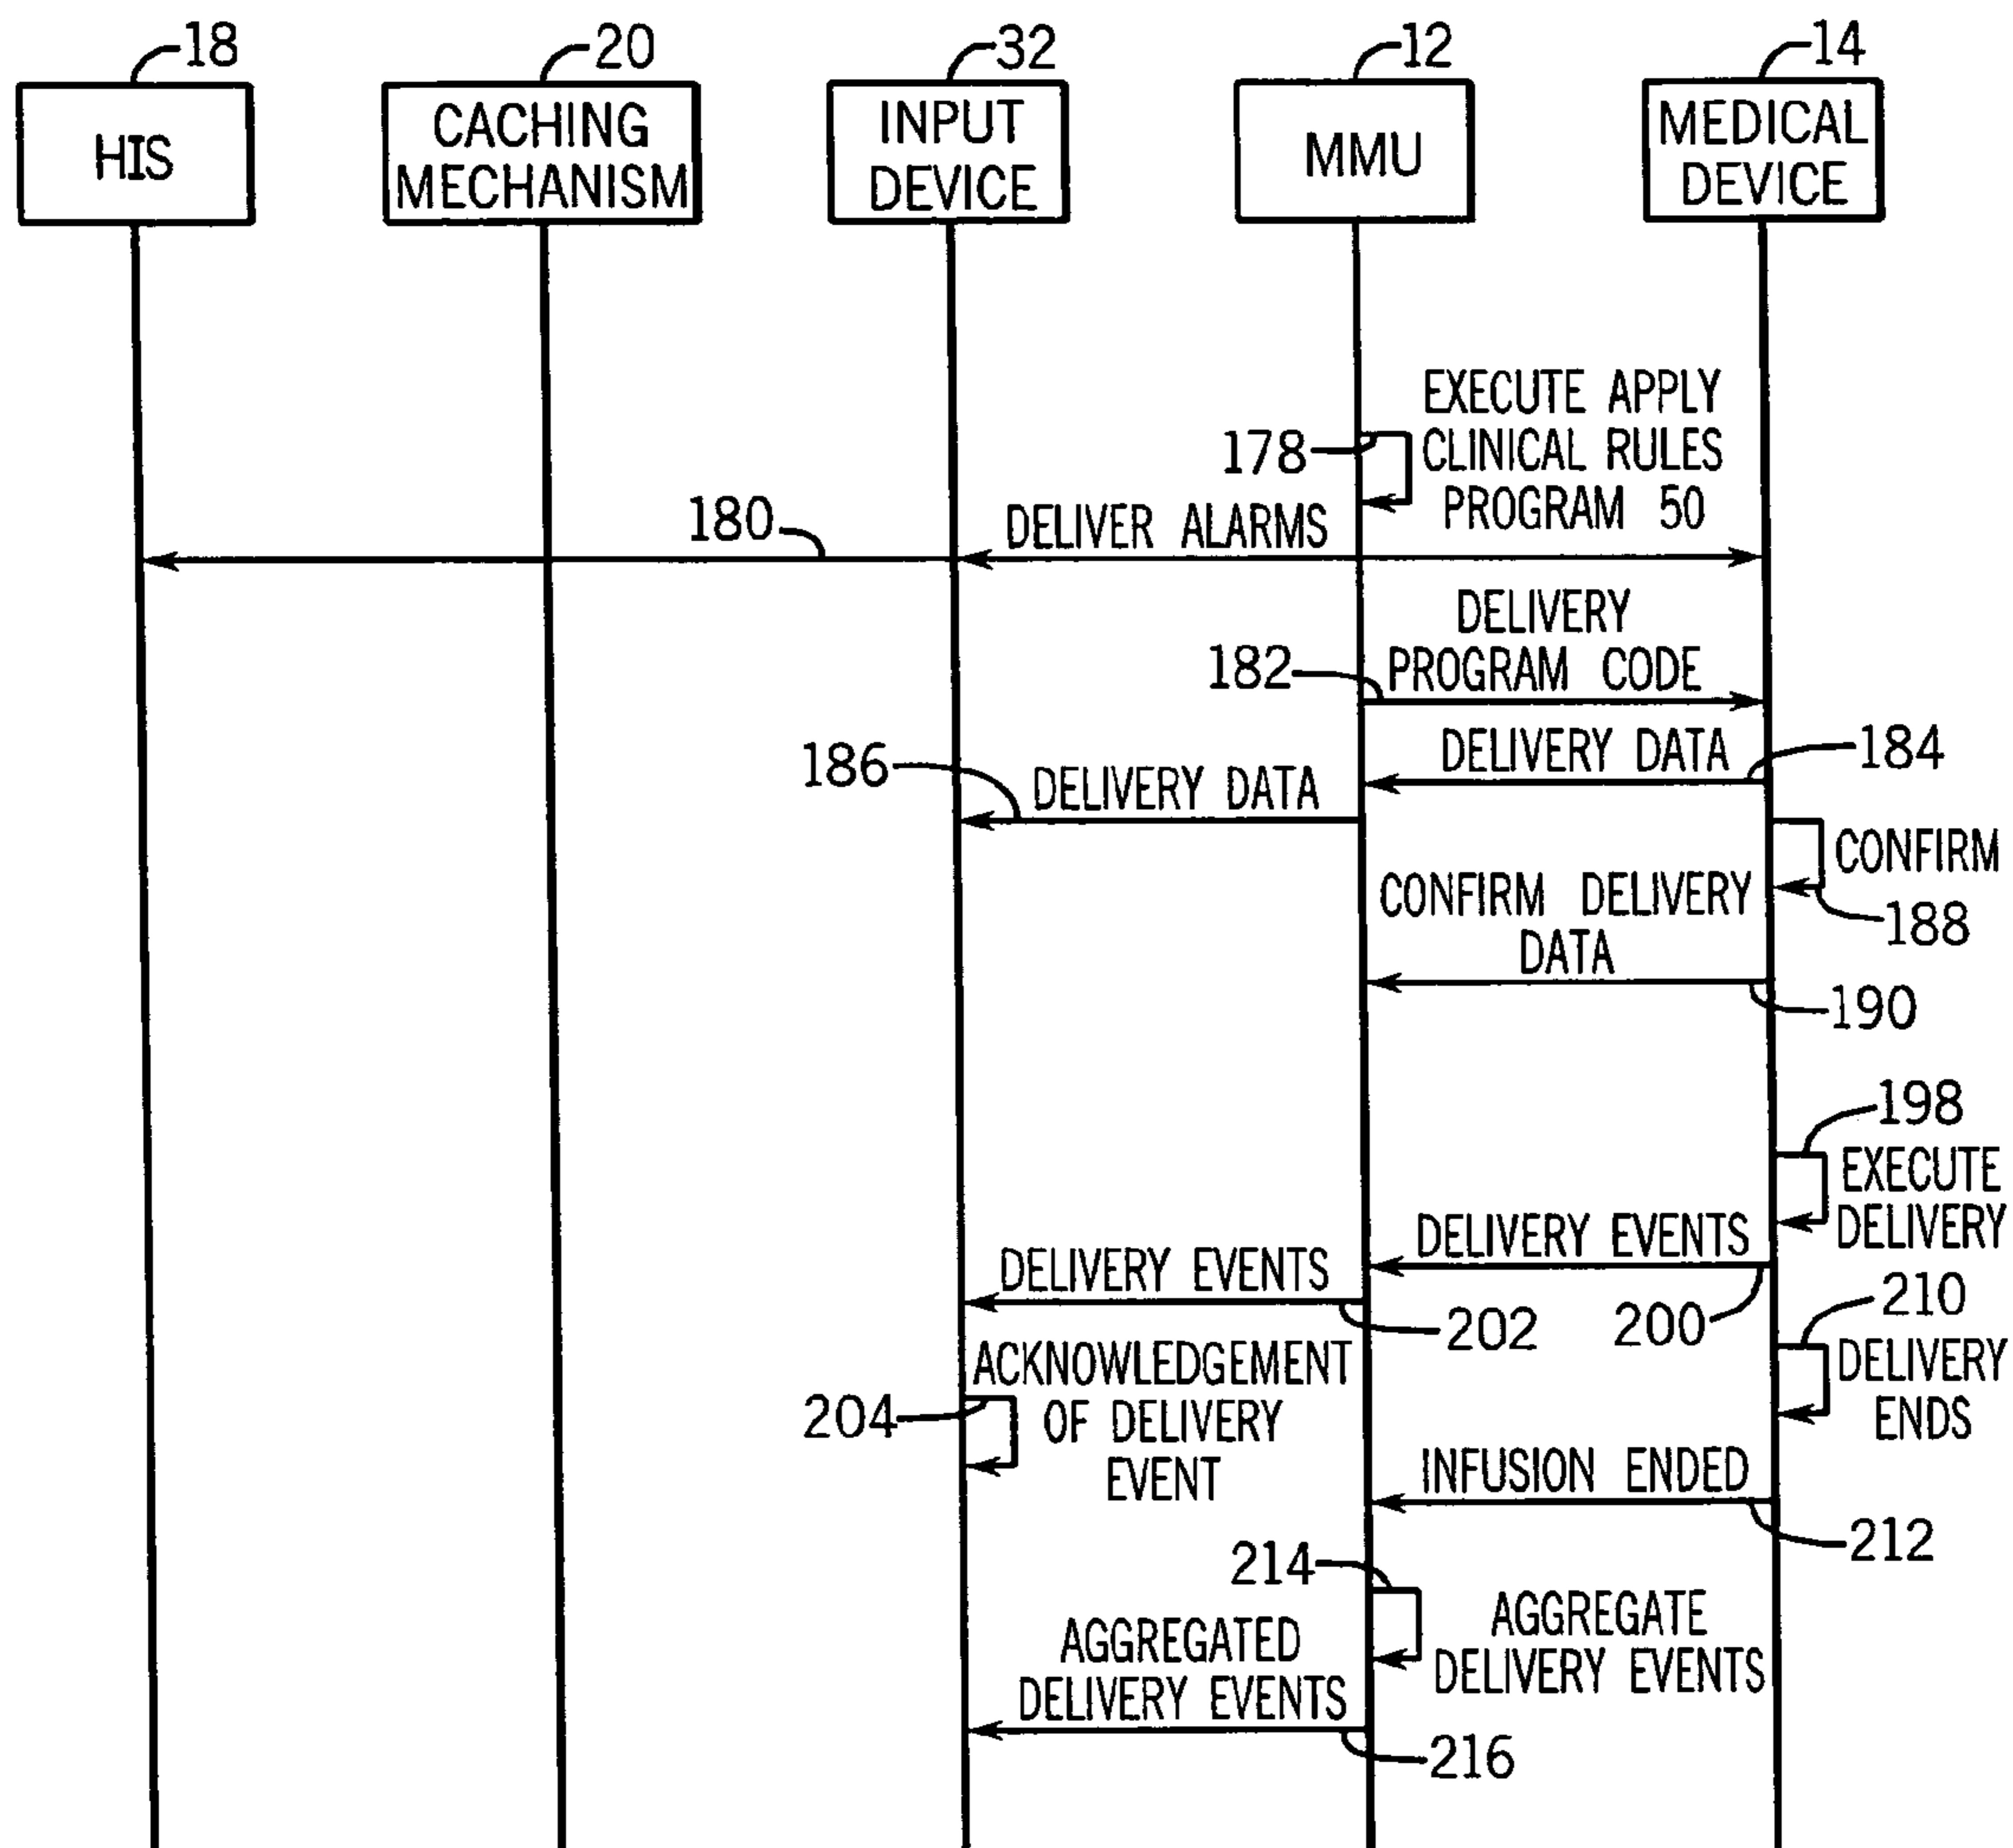 18
20
32
12
14
HIS
CACHING
MECHANISM
INPUT
DEVICE
MMU
MEDICAL
DEVICE
EXECUTE APPLY
178
CLINICAL RULES
PROGRAM 50
180
DELIVER ALARMS
DELIVERY
182
PROGRAM CODE
DELIVERY DATA
184
186
DELIVERY DATA
CONFIRM
188
CONFIRM DELIVERY
DATA
190
198
EXECUTE
DELIVERY
DELIVERY EVENTS
200
DELIVERY EVENTS
202
210
DELIVERY
ENDS
204
ACKNOWLEDGEMENT
OF DELIVERY
EVENT
INFUSION ENDED
212
214
AGGREGATE
DELIVERY EVENTS
AGGREGATED
DELIVERY EVENTS
216